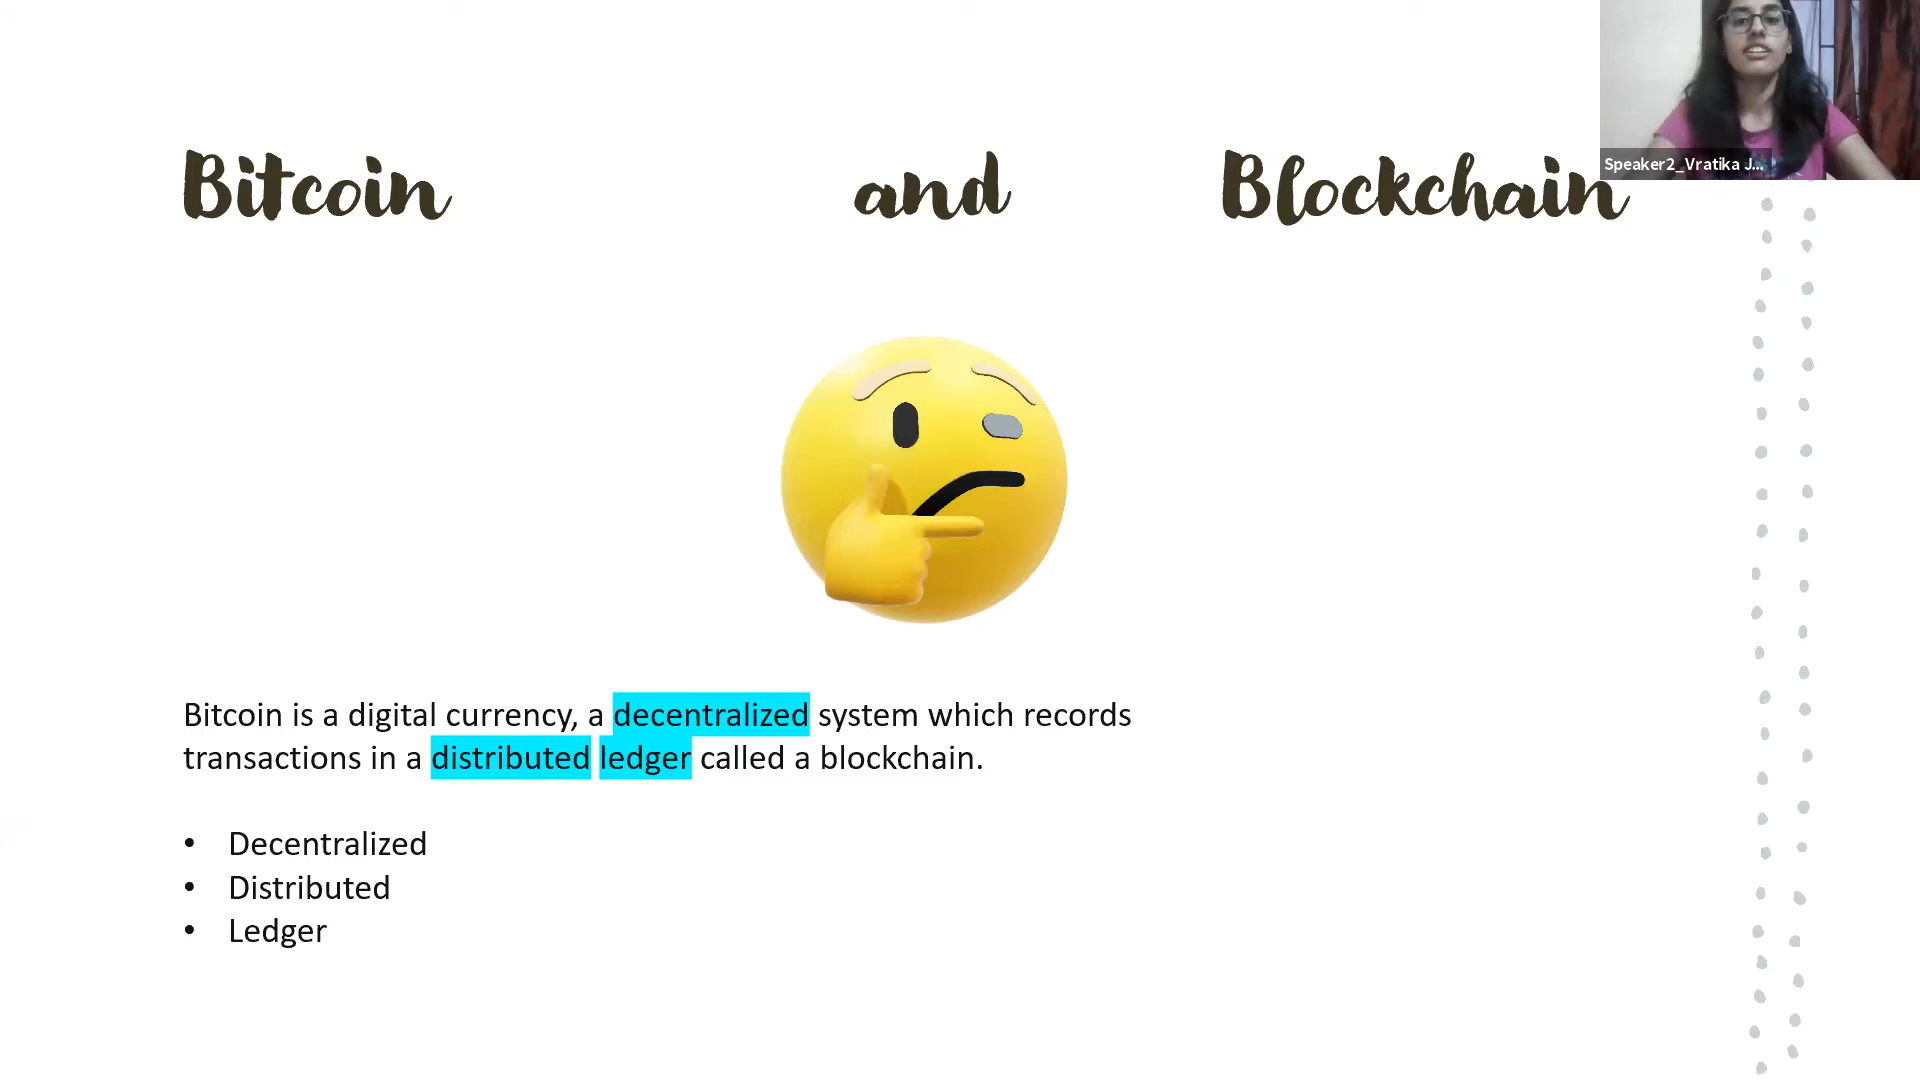 Speaker2_Vratika J...
Bitcoin and Blockchain
Bitcoin is a digital currency, a decentralized system which records
transactions in a distributed ledger called a blockchain.
• Decentralized
• Distributed
• Ledger